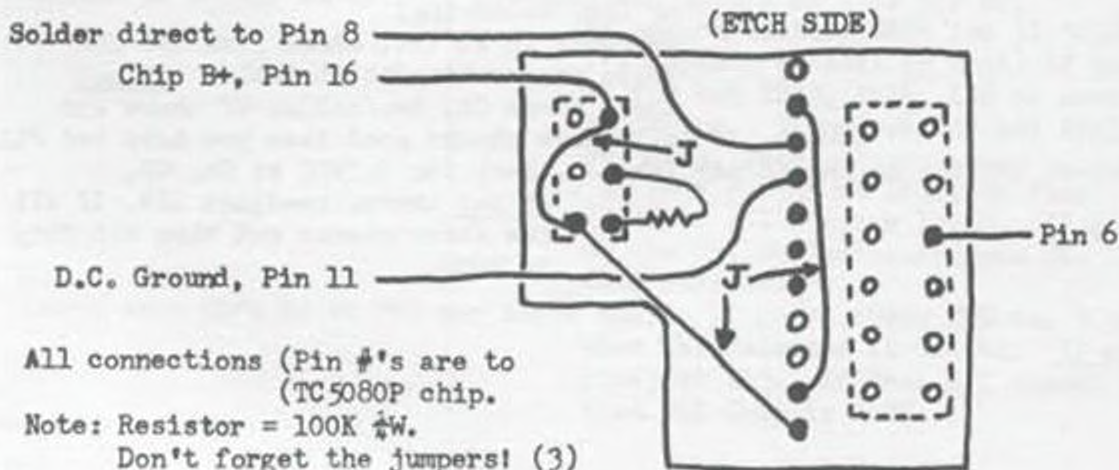 (ETCH SIDE)
Solder direct to Pin 8
Chip B+, Pin 16
J
Pin 6
D.C. Ground, Pin 11
J
All connections (Pin #'s are to
(TC5080P chip.
Note: Resistor = 100K ¼W.
Don't forget the jumpers! (3)